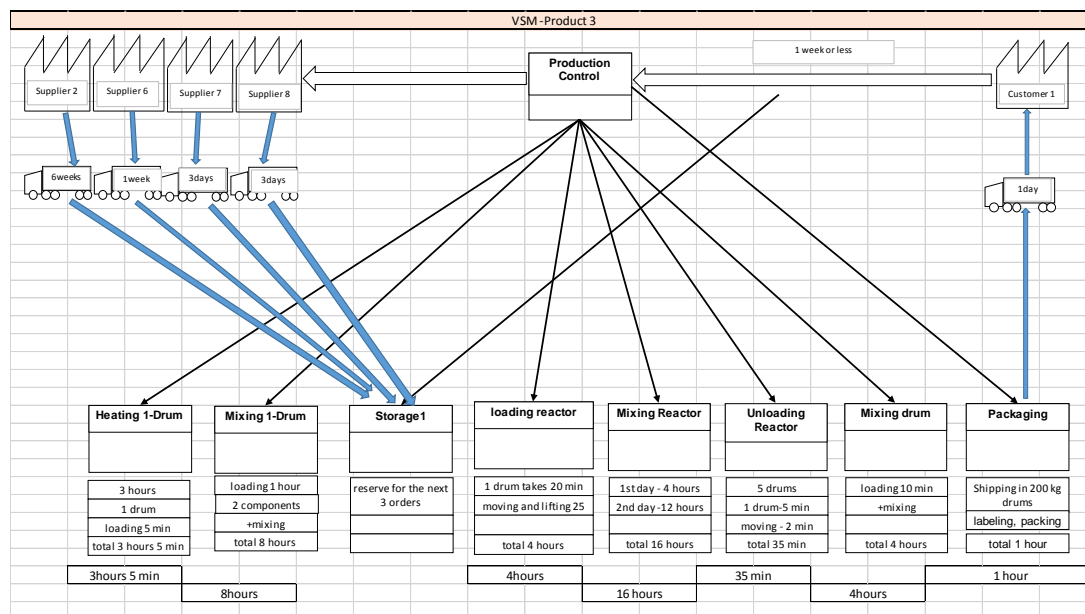 VSM -Product 3
1 week or less
Production
Control
Supplier 2
Supplier 6
Supplier 7
Supplier 8
Customer 1
6weeks
1week
3days
3days
1day
Heating 1-Drum
3 hours
1 drum
loading 5 min
total 3 hours 5 min
Mixing 1-Drum
loading 1 hour
2 components
+mixing
total 8 hours
Storage1
reserve for the next
3 orders
loading reactor
1 drum takes 20 min
moving and lifting 25
total 4 hours
Mixing Reactor
1st day - 4 hours
2nd day -12 hours
total 16 hours
Unloading
Reactor
5 drums
1 drum-5 min
moving - 2 min
total 35 min
Mixing drum
loading 10 min
+mixing
total 4 hours
Packaging
Shipping in 200 kg
drums
labeling, packing
total 1 hour
3hours 5 min
8hours
4hours
16 hours
35 min
4hours
1 hour